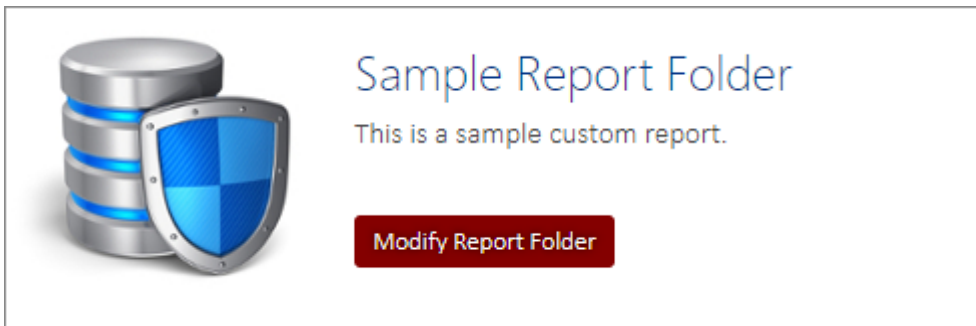 Sample Report Folder
This is a sample custom report.
Modify Report Folder